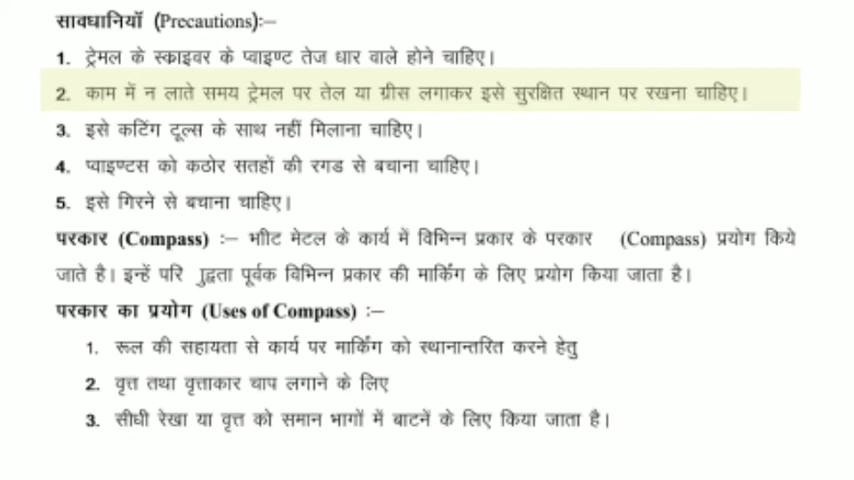 सावधानियाँ (Precautions):–
1. ट्रेमल के स्क्राइवर के प्वाइण्ट तेज धार वाले होने चाहिए।
2. काम में न लाते समय ट्रेमल पर तेल या ग्रीस लगाकर इसे सुरक्षित स्थान पर रखना चाहिए।
3. इसे कटिंग टूल्स के साथ नहीं मिलाना चाहिए।
4. प्वाइण्टस को कठोर सतहों की रगड से बचाना चाहिए।
5. इसे गिरने से बचाना चाहिए।
परकार (Compass) :– भाीट मेटल के कार्य में विभिन्न प्रकार के परकार (Compass) प्रयोग किये
जाते है। इन्हें परि ुद्वता पूर्वक विभिन्न प्रकार की मार्किंग के लिए प्रयोग किया जाता है।
परकार का प्रयोग (Uses of Compass) :–
1. रूल की सहायता से कार्य पर मार्किंग को स्थानान्तरित करने हेतु
2. वृत्त तथा वृत्ताकार चाप लगाने के लिए
3. सीधी रेखा या वृत्त को समान भागों में बाटनें के लिए किया जाता है।